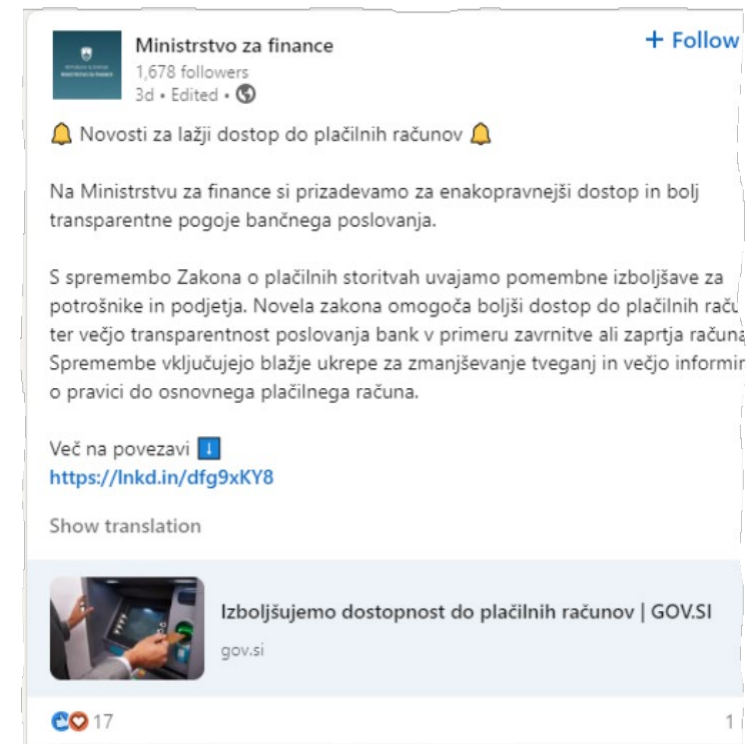 Ministrstvo za finance
+ Follow
1,678 followers
3d • Edited •
🔔 Novosti za lažji dostop do plačilnih računov 🔔
Na Ministrstvu za finance si prizadevamo za enakopravnejši dostop in bolj
transparentne pogoje bančnega poslovanja.
S spremembo Zakona o plačilnih storitvah uvajamo pomembne izboljšave za
potrošnike in podjetja. Novela zakona omogoča boljši dostop do plačilnih
ter večjo transparentnost poslovanja bank v primeru zavrnitve ali zaprtja računa
Spremembe vključujejo blažje ukrepe za zmanjševanje tveganj in večjo
o pravici do osnovnega plačilnega računa.
Več na povezavi ⬇️
https://lnkd.in/dfg9xKY8
Show translation
Izboljšujemo dostopnost do plačilnih računov | GOV.SI
gov.si
17
1